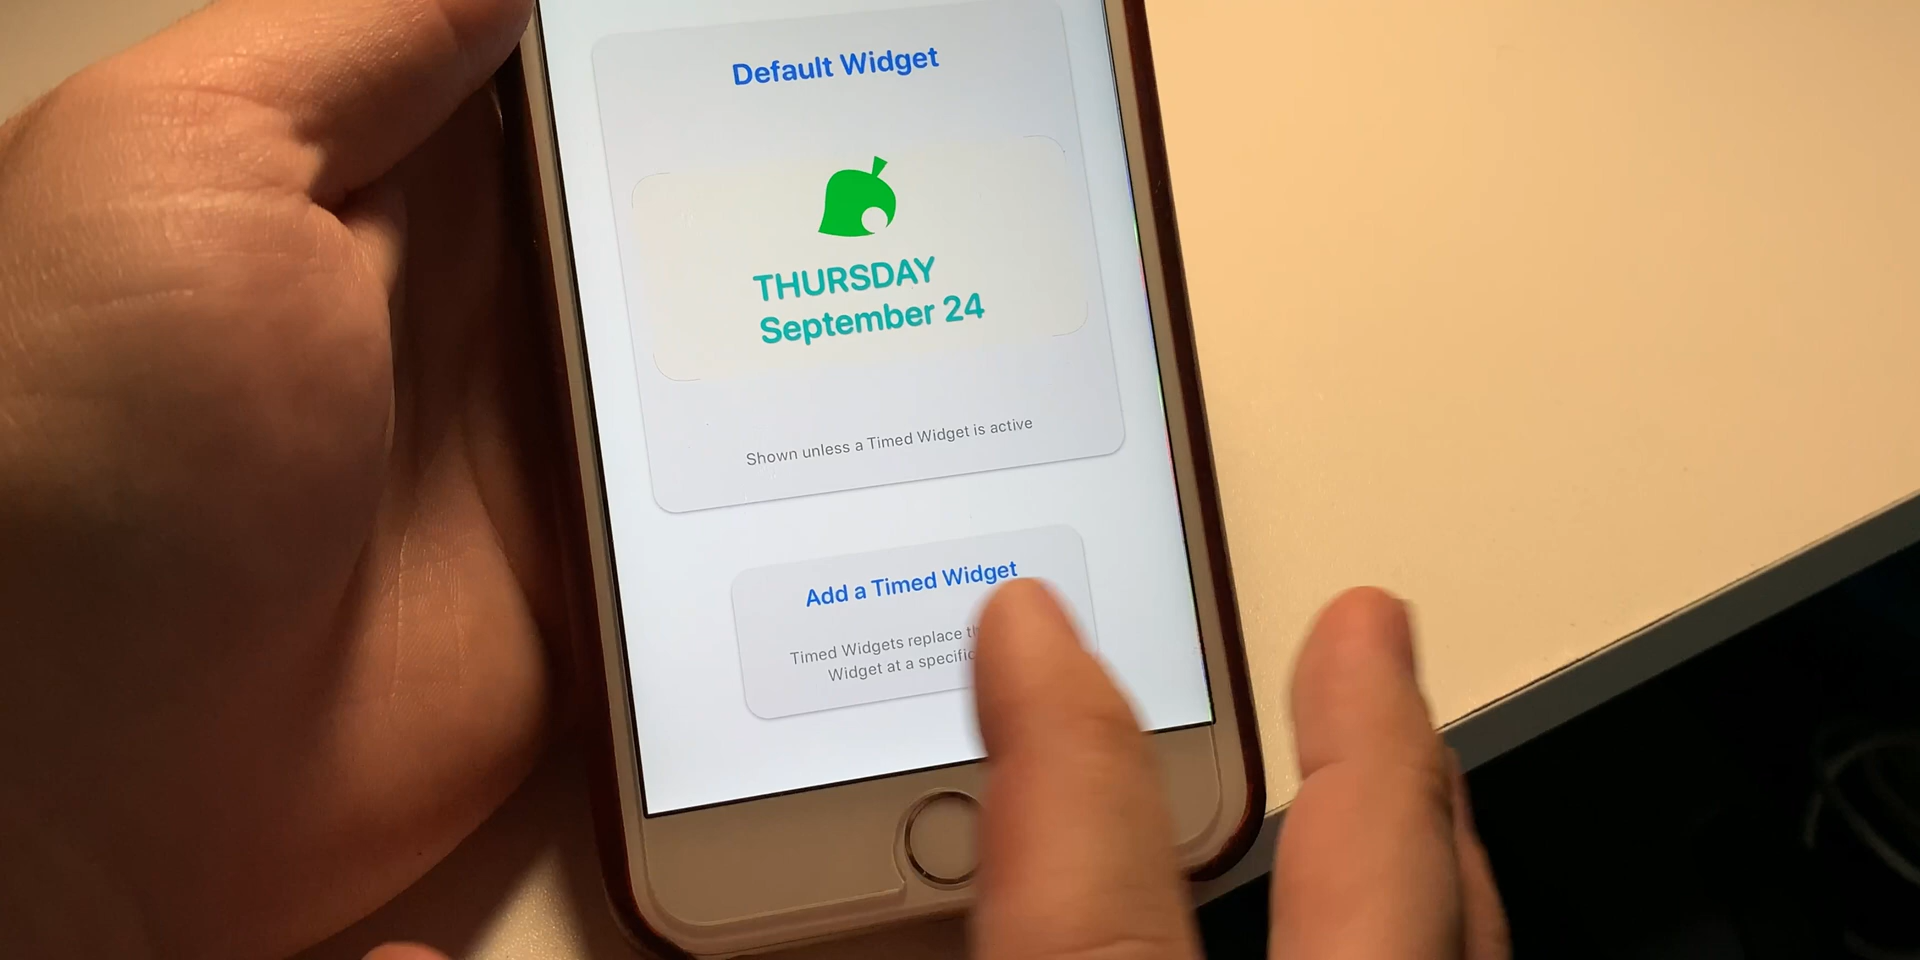 Default Widget
THURSDAY
September 24
Shown unless a Timed Widget is active
Add a Timed Widget
Timed Widgets replace
Widget at a specific